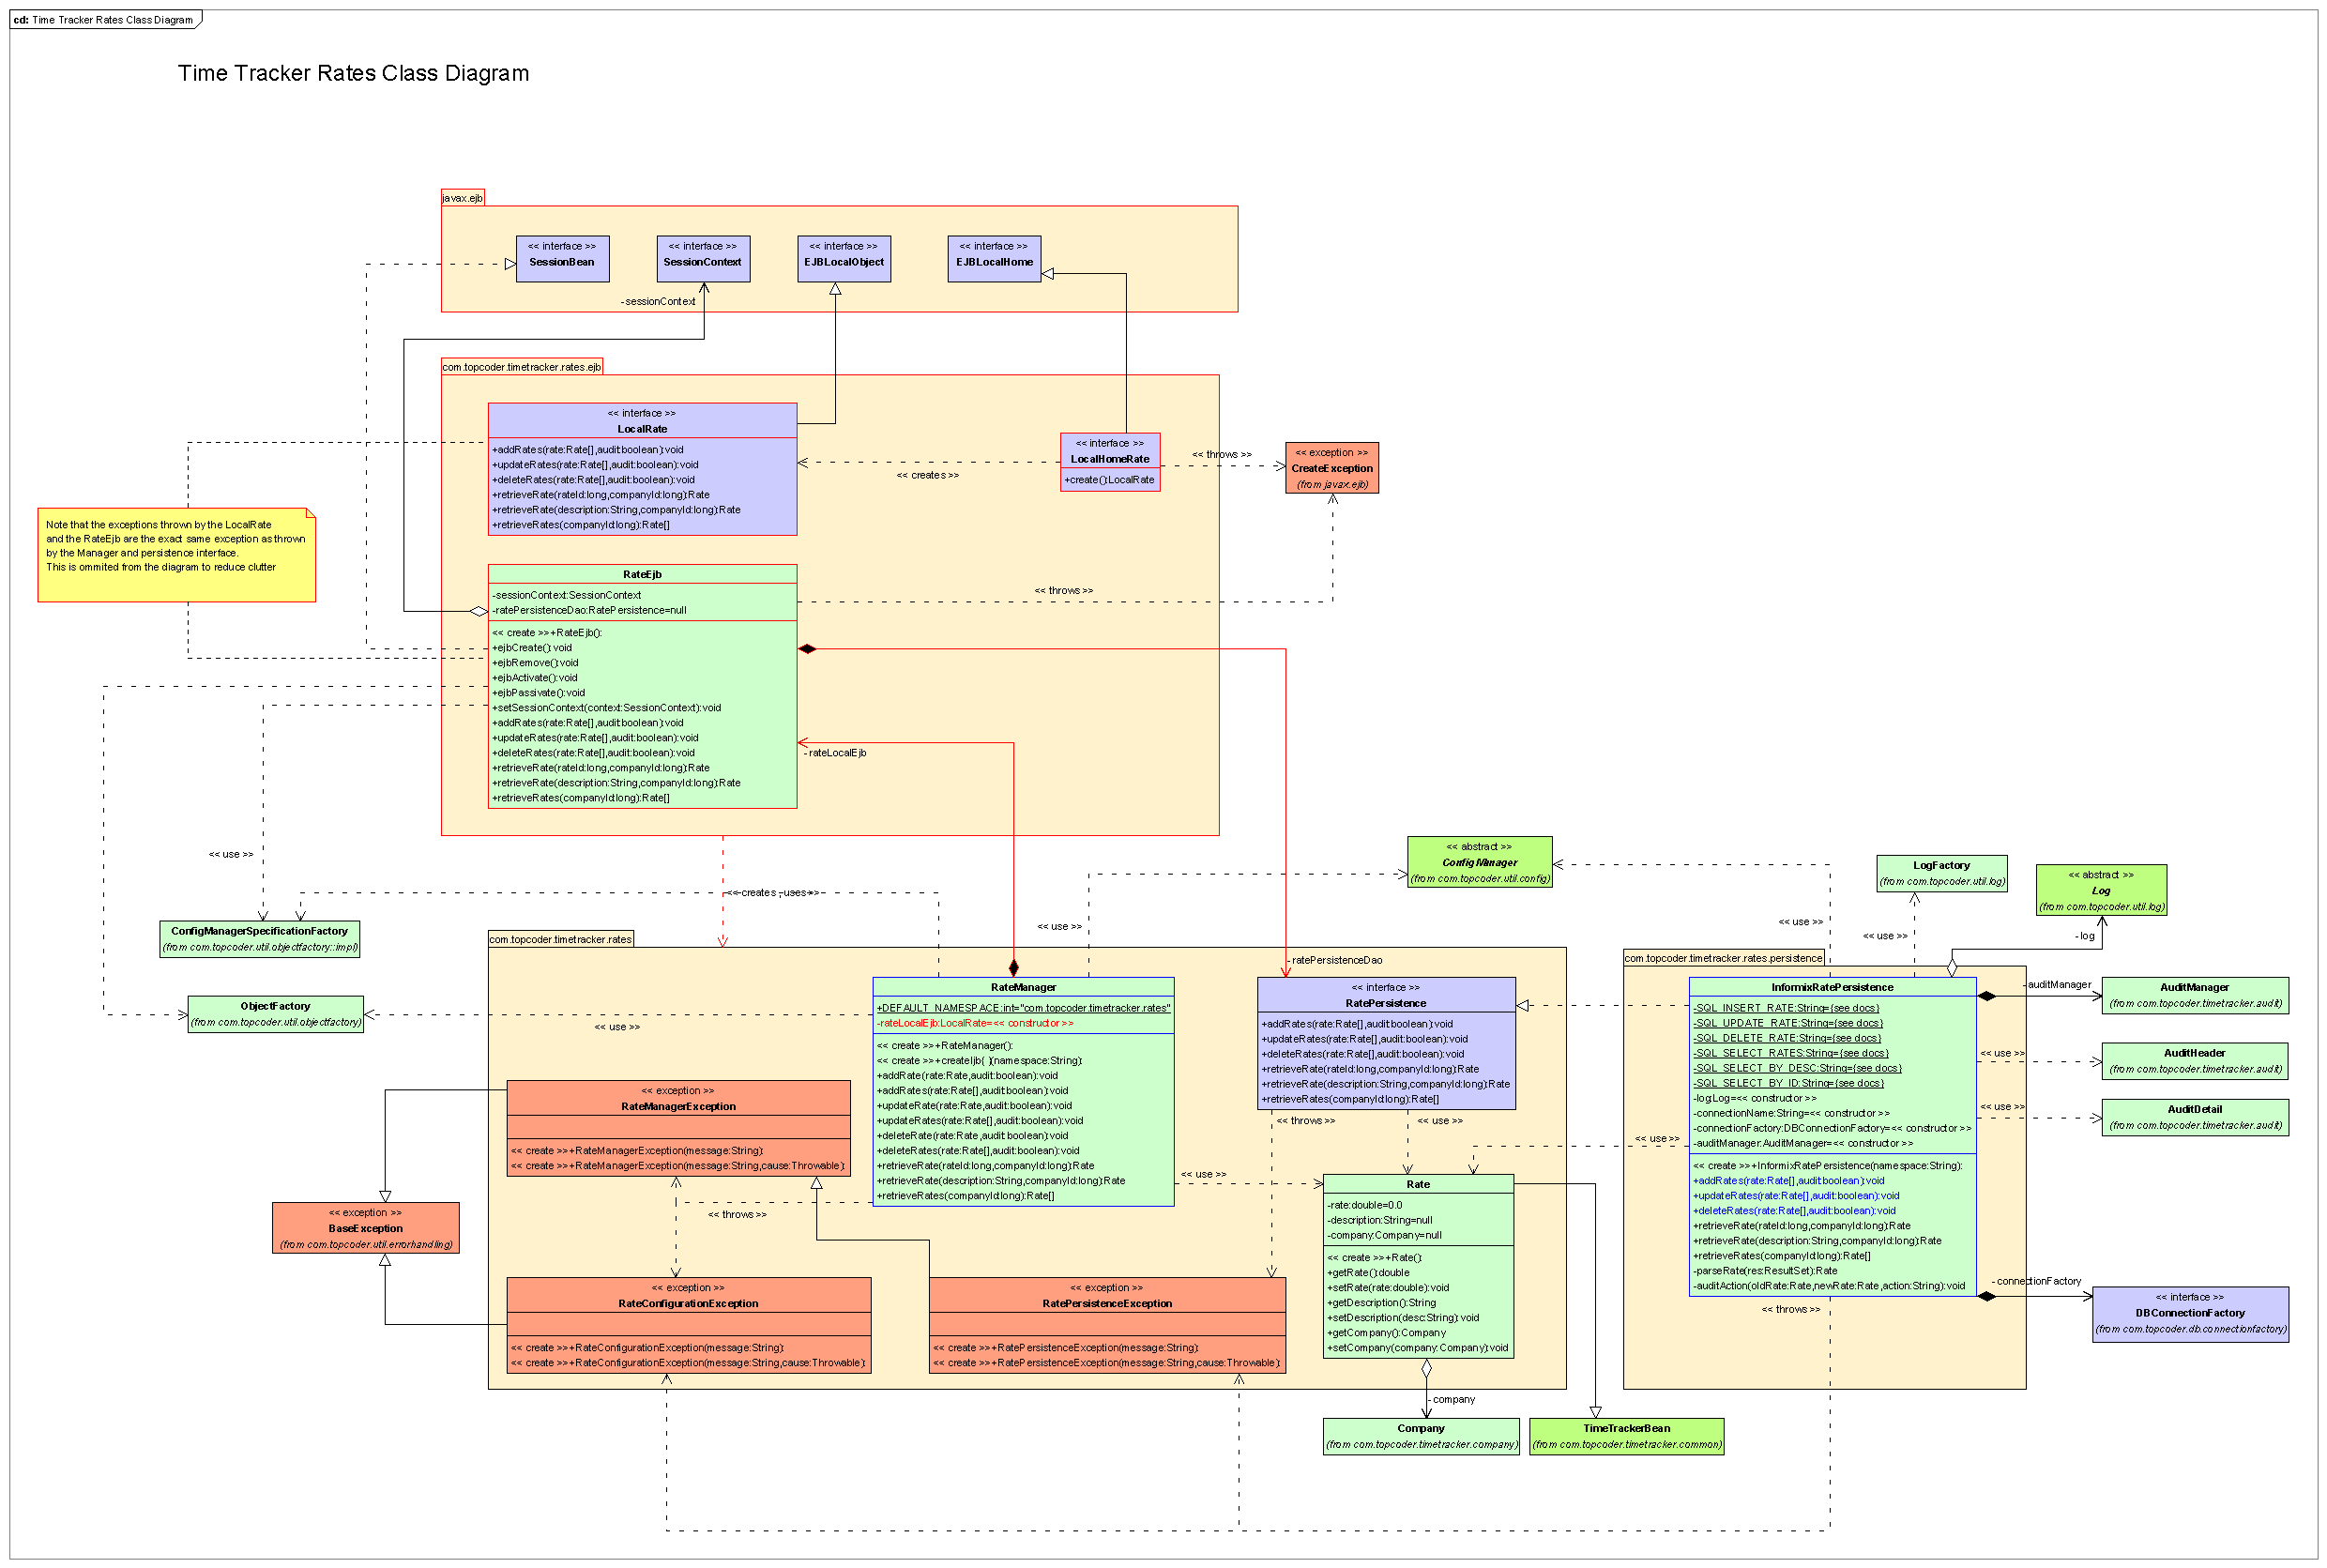 cd: Time Tracker Rates Class Diagram
Time Tracker Rates Class Diagram
javax.ejb
<< interface >>
SessionBean
<< interface >>
SessionContext
<< interface >>
EJBLocalObject
<< interface >>
EJBLocalHome
-sessionContext
com.topcoder.timetracker.rates.ejb
<< interface >>
LocalRate
+addRates(rate:Rate[],audit:boolean):void
+updateRates(rate:Rate[],audit:boolean):void
+deleteRates(rate:Rate[],audit:boolean):void
+retrieveRate(rateId:long,companyId:long):Rate
+retrieveRate(description:String,companyId:long):Rate
+retrieveRates(companyId:long):Rate[]
<< creates >>
<< interface >>
LocalHomeRate
+create():LocalRate
<< throws >>
<< exception >>
CreateException
(from javax.ejb)
Note that the exceptions thrown by the LocalRate
and the RateEjb are the exact same exception as thrown
by the Manager and persistence interface.
This is ommited from the diagram to reduce clutter
RateEjb
-sessionContext:SessionContext
-ratePersistenceDao:RatePersistence=null
<< create >>+RateEjb():
+ejbCreate():void
+ejbRemove():void
+ejbActivate():void
+ejbPassivate():void
+setSessionContext(context:SessionContext):void
+addRates(rate:Rate[],audit:boolean):void
+updateRates(rate:Rate[],audit:boolean):void
+deleteRates(rate:Rate[],audit:boolean):void
+retrieveRate(rateId:long,companyId:long):Rate
+retrieveRate(description:String,companyId:long):Rate
+retrieveRates(companyId:long):Rate[]
<< throws >>
-rateLocalEjb
<< use >>
<< creates , uses >>
<< use >>
<< abstract >>
ConfigManager
(from com.topcoder.util.config)
<< use >>
LogFactory
(from com.topcoder.util.log)
<< use >>
<< abstract >>
Log
(from com.topcoder.util.log)
-log
ConfigManagerSpecificationFactory
(from com.topcoder.util.objectfactory::impl)
ObjectFactory
(from com.topcoder.util.objectfactory)
<< use >>
com.topcoder.timetracker.rates
-ratePersistenceDao
RateManager
+DEFAULT_NAMESPACE:int="com.topcoder.timetracker.rates"
-rateLocalEjb:LocalRate=<< constructor >>
<< create >>+RateManager():
<< create >>+createIjb{ }(namespace:String):
+addRate(rate:Rate,audit:boolean):void
+addRates(rate:Rate[],audit:boolean):void
+updateRate(rate:Rate,audit:boolean):void
+updateRates(rate:Rate[],audit:boolean):void
+deleteRate(rate:Rate,audit:boolean):void
+deleteRates(rate:Rate[],audit:boolean):void
+retrieveRate(rateId:long,companyId:long):Rate
+retrieveRate(description:String,companyId:long):Rate
+retrieveRates(companyId:long):Rate[]
<< interface >>
RatePersistence
+addRates(rate:Rate[],audit:boolean):void
+updateRates(rate:Rate[],audit:boolean):void
+deleteRates(rate:Rate[],audit:boolean):void
+retrieveRate(rateId:long,companyId:long):Rate
+retrieveRate(description:String,companyId:long):Rate
+retrieveRates(companyId:long):Rate[]
<< throws >>
<< use >>
<< use >>
<< use >>
<< exception >>
RateManagerException
<< create >>+RateManagerException(message:String):
<< create >>+RateManagerException(message:String,cause:Throwable):
<< throws >>
<< exception >>
BaseException
(from com.topcoder.util.errorhandling)
<< exception >>
RateConfigurationException
<< create >>+RateConfigurationException(message:String):
<< create >>+RateConfigurationException(message:String,cause:Throwable):
<< exception >>
RatePersistenceException
<< create >>+RatePersistenceException(message:String):
<< create >>+RatePersistenceException(message:String,cause:Throwable):
Rate
-rate:double=0.0
-description:String=null
-company:Company=null
<< create >>+Rate():
+getRate():double
+setRate(rate:double):void
+getDescription():String
+setDescription(desc:String):void
+getCompany():Company
+setCompany(company:Company):void
-company
Company
(from com.topcoder.timetracker.company)
TimeTrackerBean
(from com.topcoder.timetracker.common)
com.topcoder.timetracker.rates.persistence
InformixRatePersistence
-SQL_INSERT_RATE:String={see docs}
-SQL_UPDATE_RATE:String={see docs}
-SQL_DELETE_RATE:String={see docs}
-SQL_SELECT_RATES:String={see docs}
-SQL_SELECT_BY_DESC:String={see docs}
-SQL_SELECT_BY_ID:String={see docs}
-log:Log=<< constructor >>
-connectionName:String=<< constructor >>
-connectionFactory:DBConnectionFactory=<< constructor >>
-auditManager:AuditManager=<< constructor >>
<< create >>+InformixRatePersistence(namespace:String):
+addRates(rate:Rate[],audit:boolean):void
+updateRates(rate:Rate[],audit:boolean):void
+deleteRates(rate:Rate[],audit:boolean):void
+retrieveRate(rateId:long,companyId:long):Rate
+retrieveRate(description:String,companyId:long):Rate
+retrieveRates(companyId:long):Rate[]
-parseRate(res:ResultSet):Rate
-auditAction(oldRate:Rate,newRate:Rate,action:String):void
<< throws >>
-auditManager
AuditManager
(from com.topcoder.timetracker.audit)
<< use >>
AuditHeader
(from com.topcoder.timetracker.audit)
<< use >>
AuditDetail
(from com.topcoder.timetracker.audit)
-connectionFactory
<< interface >>
DBConnectionFactory
(from com.topcoder.db.connectionfactory)